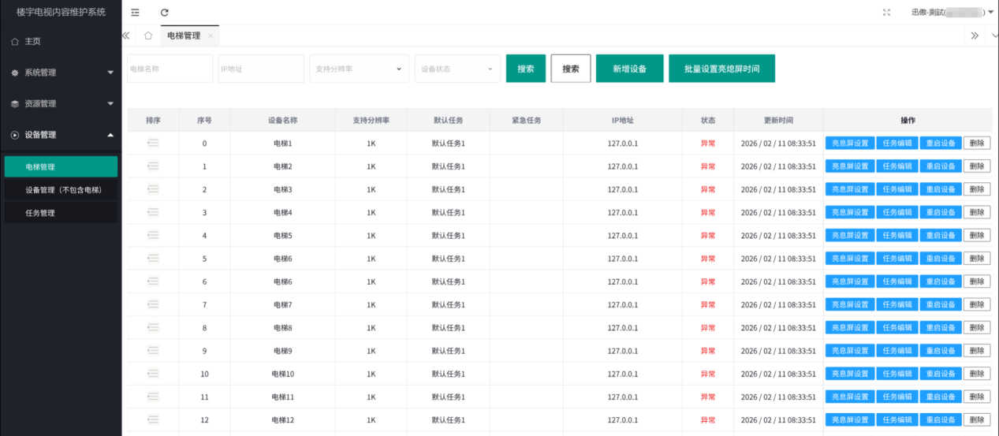 楼宇电视内容维护系统
迅傲-测試( )
主页
系统管理
资源管理
设备管理
电梯管理
设备管理（不包含电梯）
任务管理
电梯管理 ×
电梯名称 IP地址 支持分辨率 设备状态 搜索 搜索 新增设备 批量设置亮熄屏时间
排序 序号 设备名称 支持分辨率 默认任务 紧急任务 IP地址 状态 更新时间 操作
0 电梯1 1K 默认任务1 127.0.0.1 异常 2026 / 02 / 11 08:33:51 亮息屏设置 任务编辑 重启设备 删除
1 电梯2 1K 默认任务1 127.0.0.1 异常 2026 / 02 / 11 08:33:51 亮息屏设置 任务编辑 重启设备 删除
2 电梯3 1K 默认任务1 127.0.0.1 异常 2026 / 02 / 11 08:33:51 亮息屏设置 任务编辑 重启设备 删除
3 电梯4 1K 默认任务1 127.0.0.1 异常 2026 / 02 / 11 08:33:51 亮息屏设置 任务编辑 重启设备 删除
4 电梯5 1K 默认任务1 127.0.0.1 异常 2026 / 02 / 11 08:33:51 亮息屏设置 任务编辑 重启设备 删除
5 电梯6 1K 默认任务1 127.0.0.1 异常 2026 / 02 / 11 08:33:51 亮息屏设置 任务编辑 重启设备 删除
6 电梯6 1K 默认任务1 127.0.0.1 异常 2026 / 02 / 11 08:33:51 亮息屏设置 任务编辑 重启设备 删除
7 电梯7 1K 默认任务1 127.0.0.1 异常 2026 / 02 / 11 08:33:51 亮息屏设置 任务编辑 重启设备 删除
8 电梯8 1K 默认任务1 127.0.0.1 异常 2026 / 02 / 11 08:33:51 亮息屏设置 任务编辑 重启设备 删除
9 电梯9 1K 默认任务1 127.0.0.1 异常 2026 / 02 / 11 08:33:51 亮息屏设置 任务编辑 重启设备 删除
10 电梯10 1K 默认任务1 127.0.0.1 异常 2026 / 02 / 11 08:33:51 亮息屏设置 任务编辑 重启设备 删除
11 电梯11 1K 默认任务1 127.0.0.1 异常 2026 / 02 / 11 08:33:51 亮息屏设置 任务编辑 重启设备 删除
12 电梯12 1K 默认任务1 127.0.0.1 异常 2026 / 02 / 11 08:33:51 亮息屏设置 任务编辑 重启设备 删除